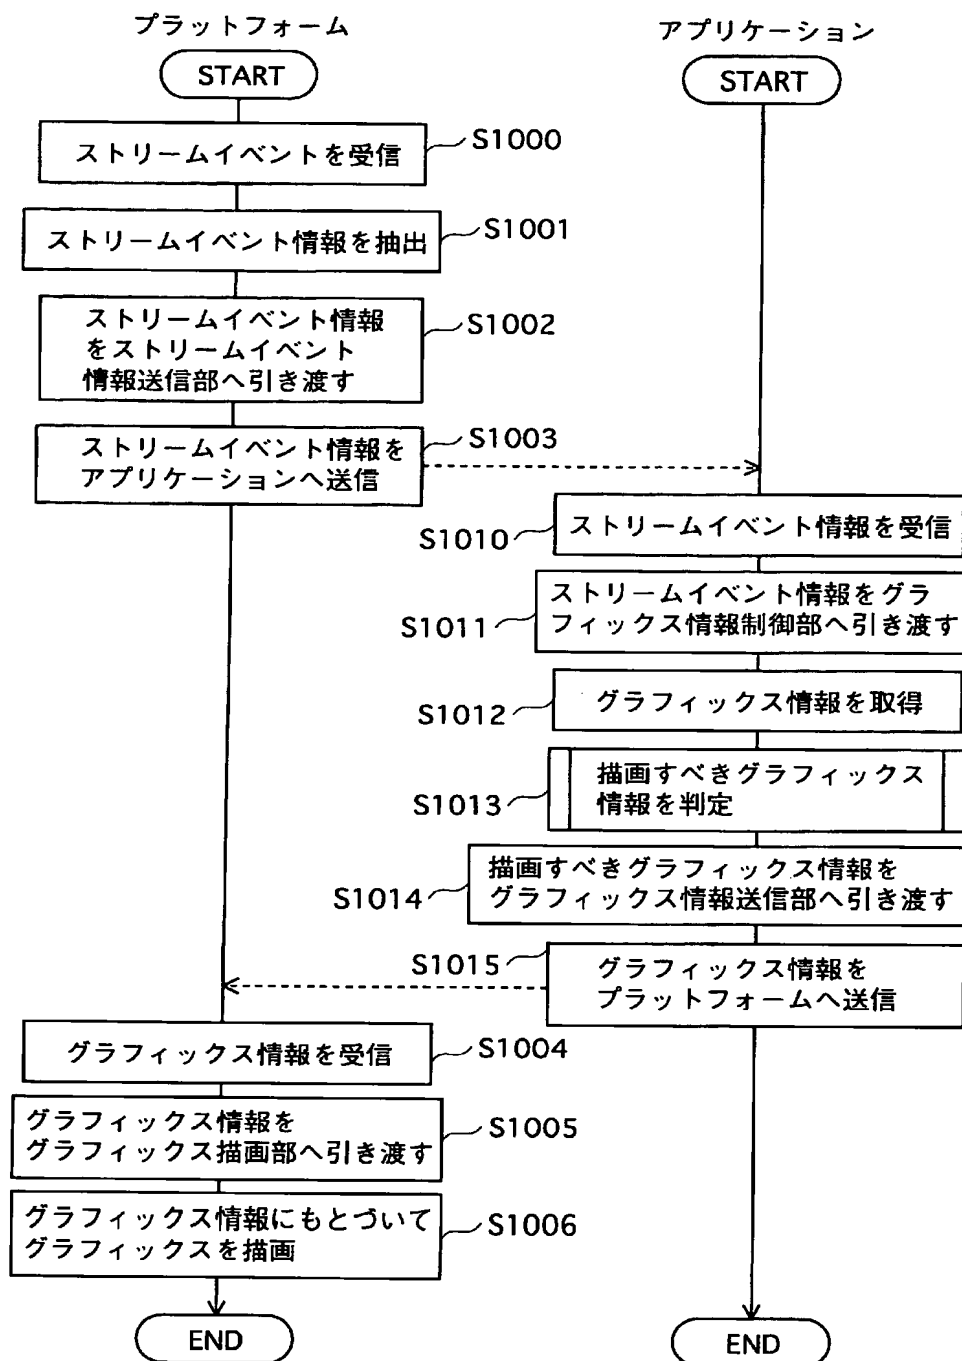 プラットフォーム
START
ストリームイベントを受信
S1000
ストリームイベント情報を抽出
S1001
ストリームイベント情報
をストリームイベント
情報送信部へ引き渡す
S1002
ストリームイベント情報を
アプリケーションへ送信
S1003
アプリケーション
START
S1010
ストリームイベント情報を受信
S1011
ストリームイベント情報をグラ
フィックス情報制御部へ引き渡す
S1012
グラフィックス情報を取得
S1013
描画すべきグラフィックス
情報を判定
S1014
描画すべきグラフィックス情報を
グラフィックス情報送信部へ引き渡す
S1015
グラフィックス情報を
プラットフォームへ送信
グラフィックス情報を受信
S1004
グラフィックス情報を
グラフィックス描画部へ引き渡す
S1005
グラフィックス情報にもとづいて
グラフィックスを描画
S1006
END
END